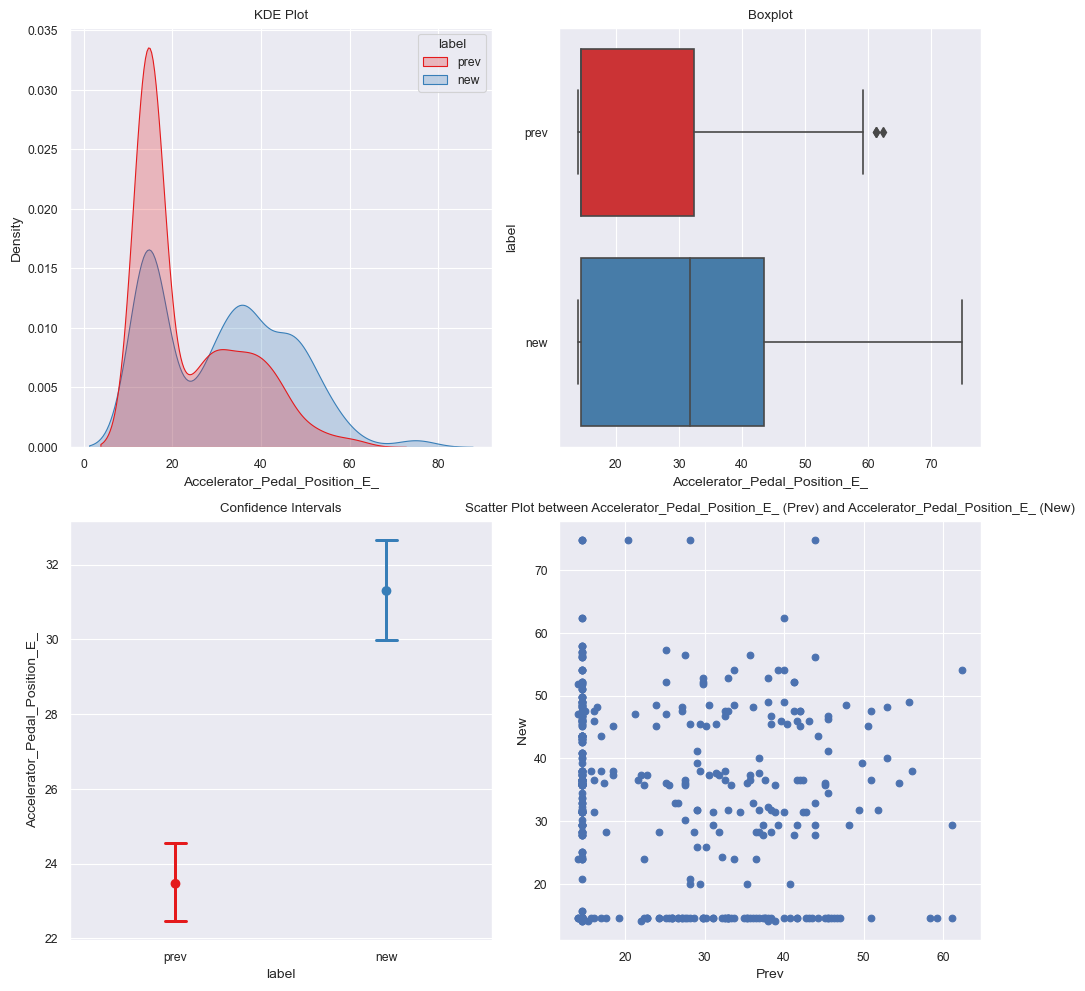 KDE Plot
0.035
0.030
0.025
0.020
0.015
0.010
0.005
0.000
Density
label
prev
new
0
20
40
60
80
Accelerator_Pedal_Position_E_
Boxplot
prev
new
label
20
30
40
50
60
70
Accelerator_Pedal_Position_E_
Confidence Intervals
32
30
28
26
24
22
Accelerator_Pedal_Position_E_
prev
new
label
Scatter Plot between Accelerator_Pedal_Position_E_ (Prev) and Accelerator_Pedal_Position_E_ (New)
70
60
50
40
30
20
New
20
30
40
50
60
Prev